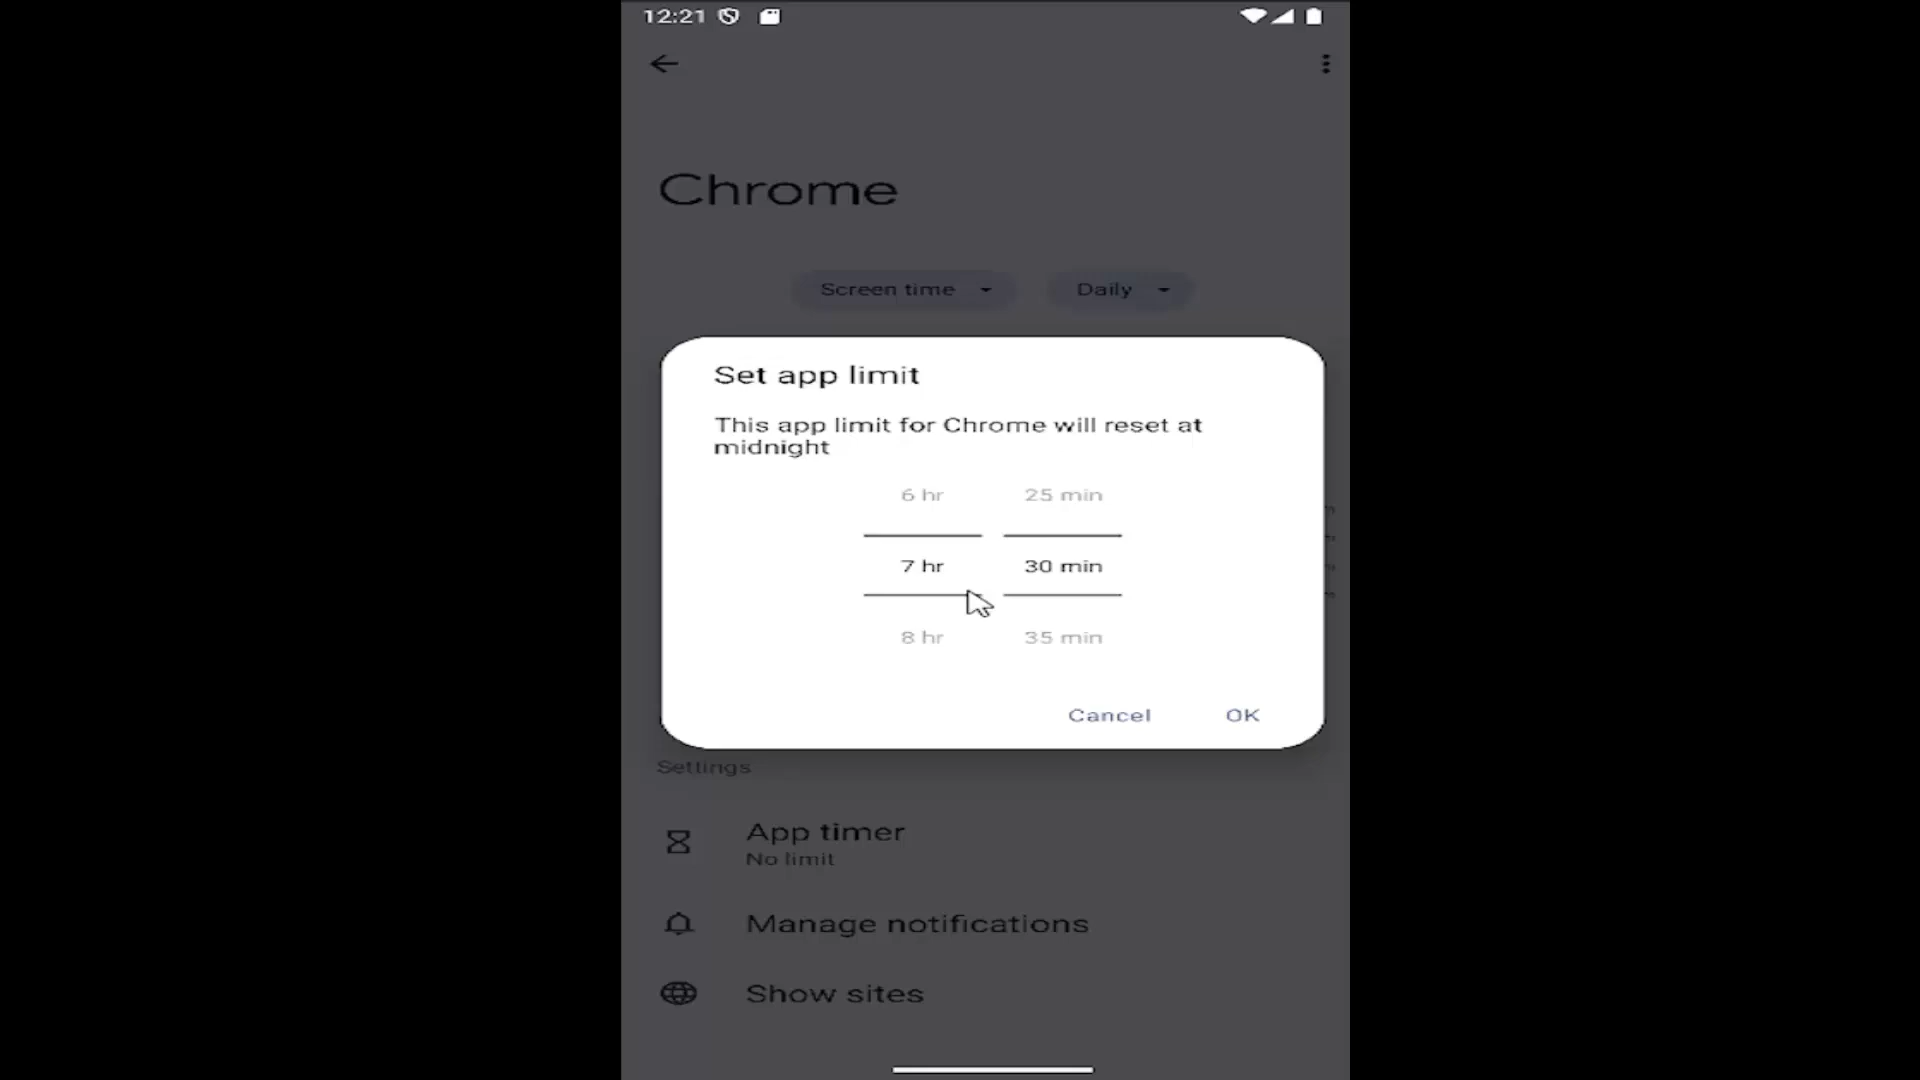 12:21
Chrome
Screen time
Daily
Set app limit
This app limit for Chrome will reset at
midnight
6 hr 25 min
7 hr 30 min
8 hr 35 min
Cancel OK
Settings
App timer
No limit
Manage notifications
Show sites